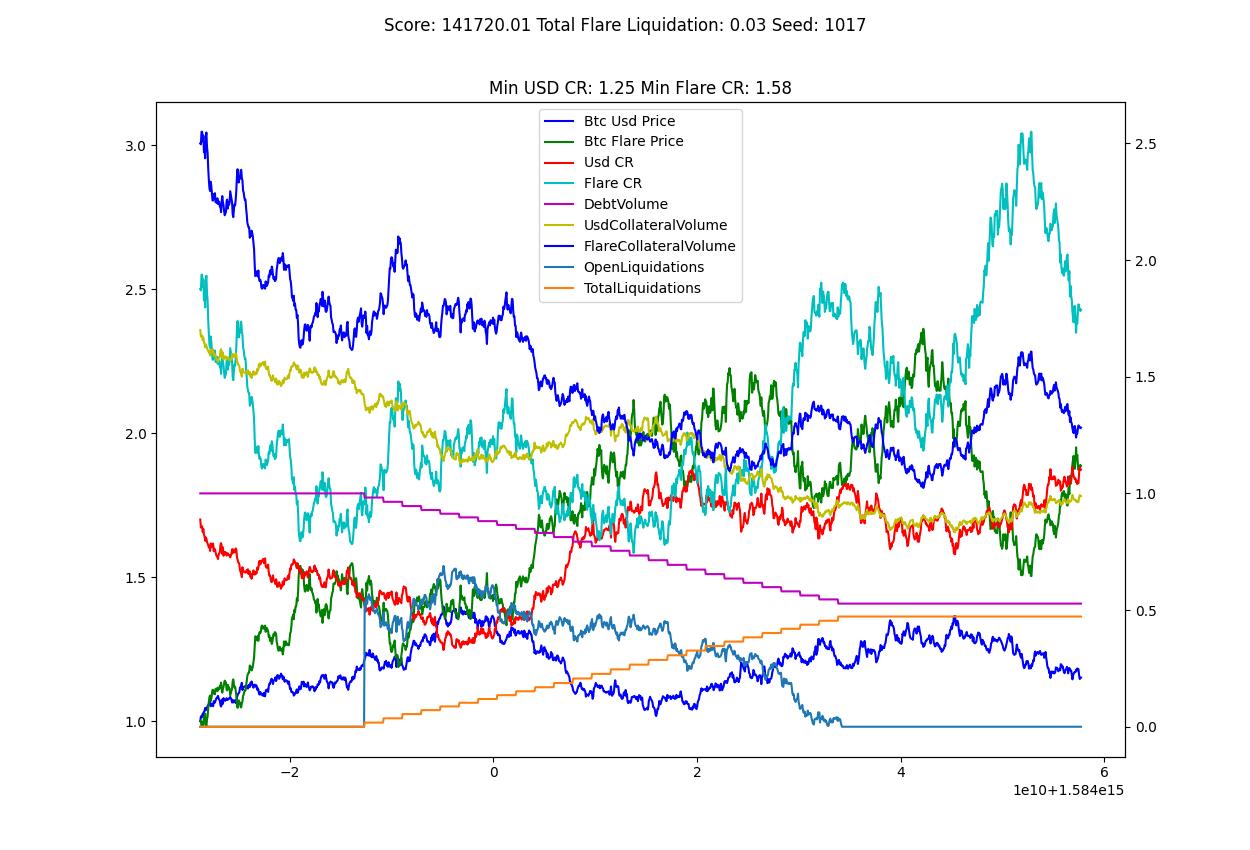 Score: 141720.01 Total Flare Liquidation: 0.03 Seed: 1017
Min USD CR: 1.25 Min Flare CR: 1.58
Btc Usd Price
Btc Flare Price
Usd CR
Flare CR
DebtVolume
UsdCollateralVolume
FlareCollateralVolume
OpenLiquidations
TotalLiquidations
3.0
2.5
2.0
1.5
1.0
2.5
2.0
1.5
1.0
0.5
0.0
−2
0
2
4
6
1e10+1.584e15